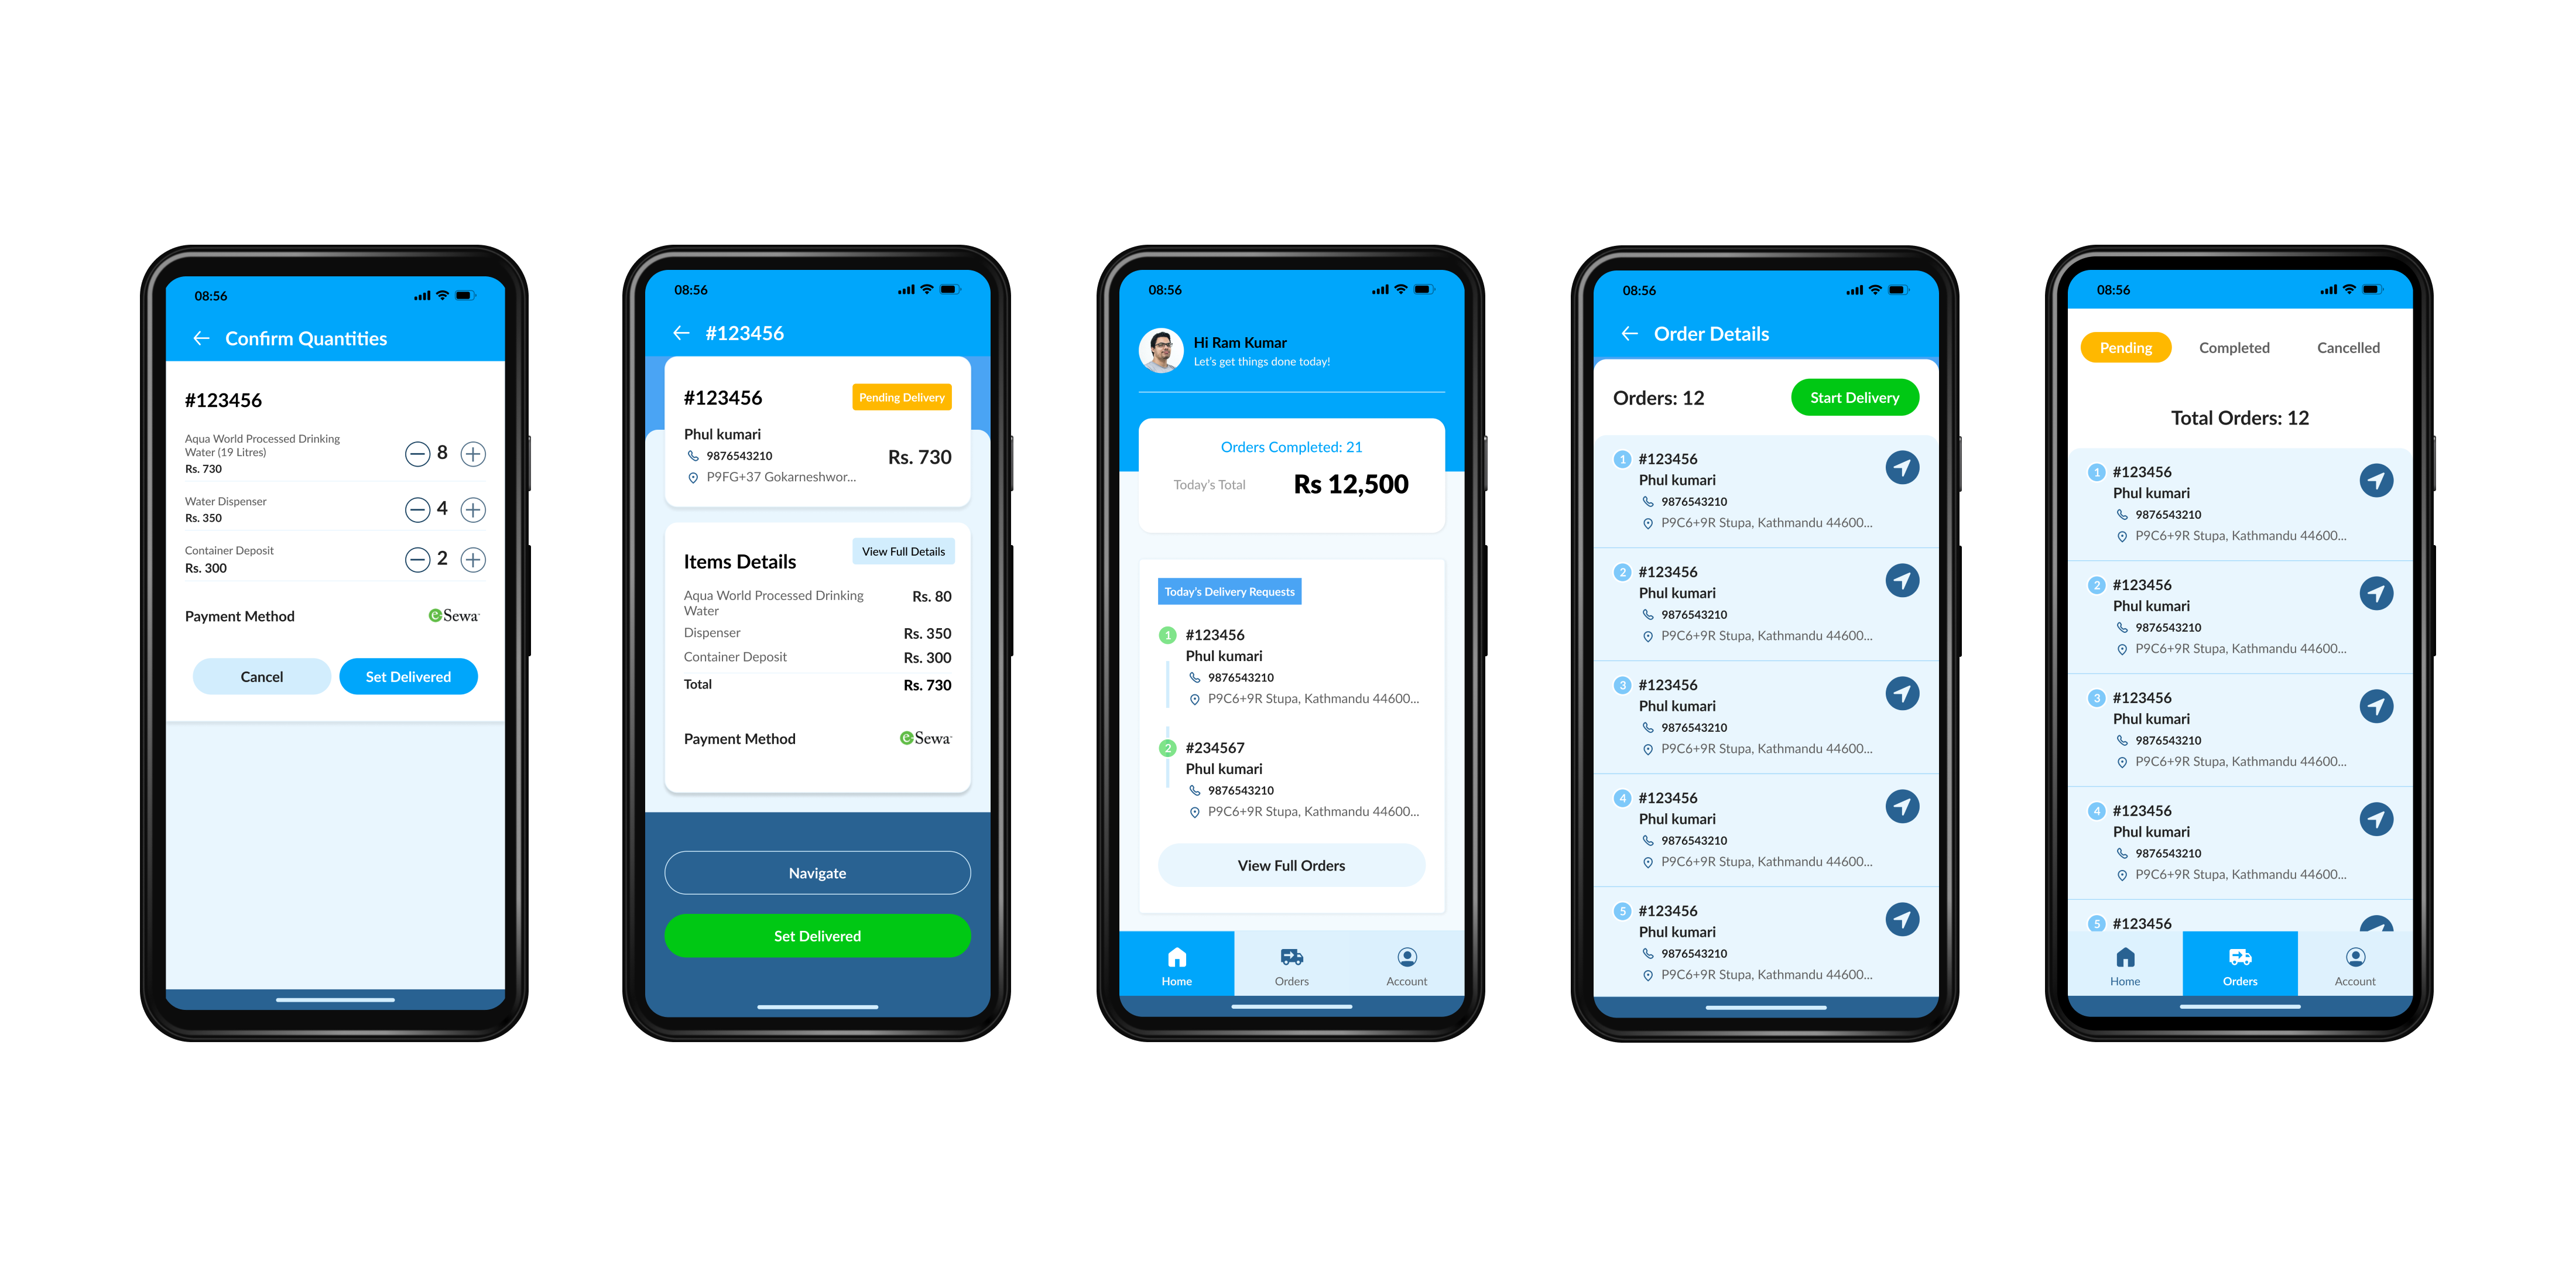 08:56
Confirm Quantities
#123456
Aqua World Processed Drinking
Water (19 Litres)
Rs. 730
8
Water Dispenser
Rs. 350
4
Container Deposit
Rs. 300
2
Payment Method
eSewa
Cancel
Set Delivered
08:56
#123456
#123456
Pending Delivery
Phul kumari
9876543210
Rs. 730
P9FG+37 Gokarneshwor...
Items Details
View Full Details
Aqua World Processed Drinking
Water
Rs. 80
Dispenser
Rs. 350
Container Deposit
Rs. 300
Total
Rs. 730
Payment Method
eSewa
Navigate
Set Delivered
08:56
Hi Ram Kumar
Let's get things done today!
Orders Completed: 21
Today's Total
Rs 12,500
Today's Delivery Requests
1
#123456
Phul kumari
9876543210
P9C6+9R Stupa, Kathmandu 44600...
2
#234567
Phul kumari
9876543210
P9C6+9R Stupa, Kathmandu 44600...
View Full Orders
Home
Orders
Account
08:56
Order Details
Orders: 12
Start Delivery
1
#123456
Phul kumari
9876543210
P9C6+9R Stupa, Kathmandu 44600...
2
#123456
Phul kumari
9876543210
P9C6+9R Stupa, Kathmandu 44600...
3
#123456
Phul kumari
9876543210
P9C6+9R Stupa, Kathmandu 44600...
4
#123456
Phul kumari
9876543210
P9C6+9R Stupa, Kathmandu 44600...
5
#123456
Phul kumari
9876543210
P9C6+9R Stupa, Kathmandu 44600...
08:56
Pending
Completed
Cancelled
Total Orders: 12
1
#123456
Phul kumari
9876543210
P9C6+9R Stupa, Kathmandu 44600...
2
#123456
Phul kumari
9876543210
P9C6+9R Stupa, Kathmandu 44600...
3
#123456
Phul kumari
9876543210
P9C6+9R Stupa, Kathmandu 44600...
4
#123456
Phul kumari
9876543210
P9C6+9R Stupa, Kathmandu 44600...
5
#123456
Home
Orders
Account